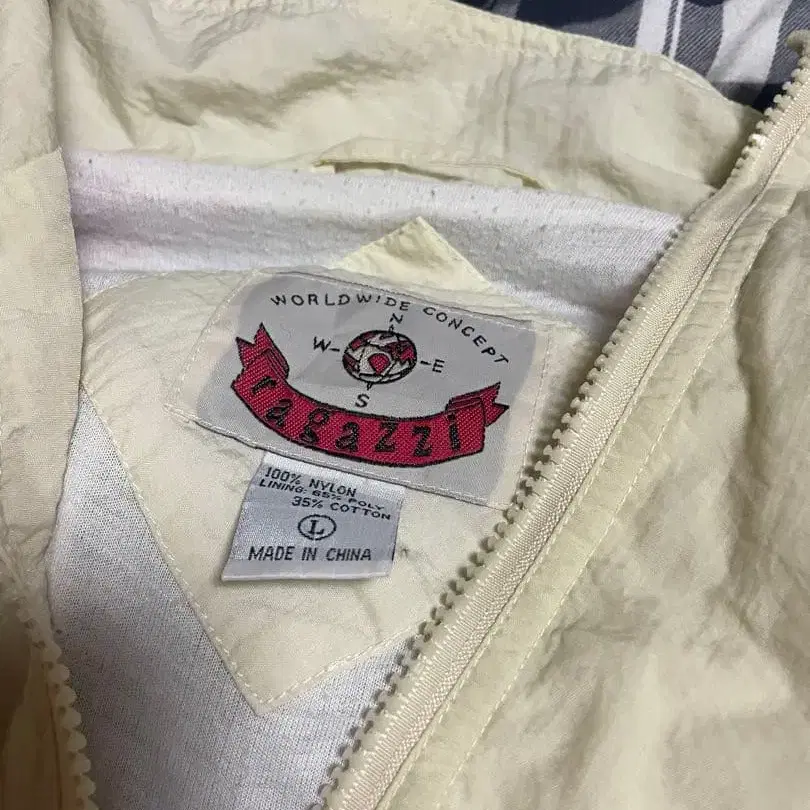 WORLDWIDE CONCEPT
N
W-
-E
S
ragazzi
100% NYLON
LINING: 65% POLY
35% COTTON
L
MADE IN CHINA